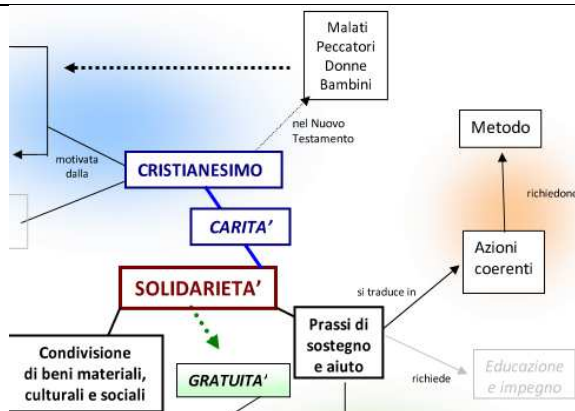 Malati
Peccatori
Donne
Bambini
nel Nuovo
Testamento
Metodo
motivata
dalla
CRISTIANESIMO
richiedono
CARITA'
Azioni
coerenti
SOLIDARIETA'
si traduce in
Prassi di
sostegno
e aiuto
Condivisione
di beni materiali,
culturali e sociali
GRATUITA'
richiede
Educazione
e impegno